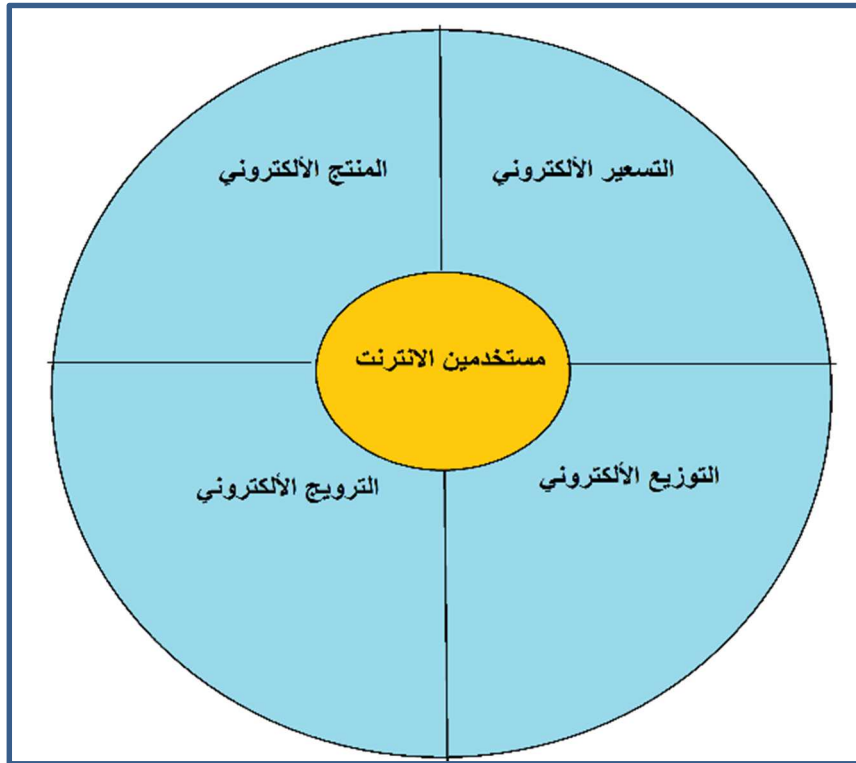 التسعير الألكتروني
المنتج الألكتروني
مستخدمين الانترنت
التوزيع الألكتروني
الترويج الألكتروني